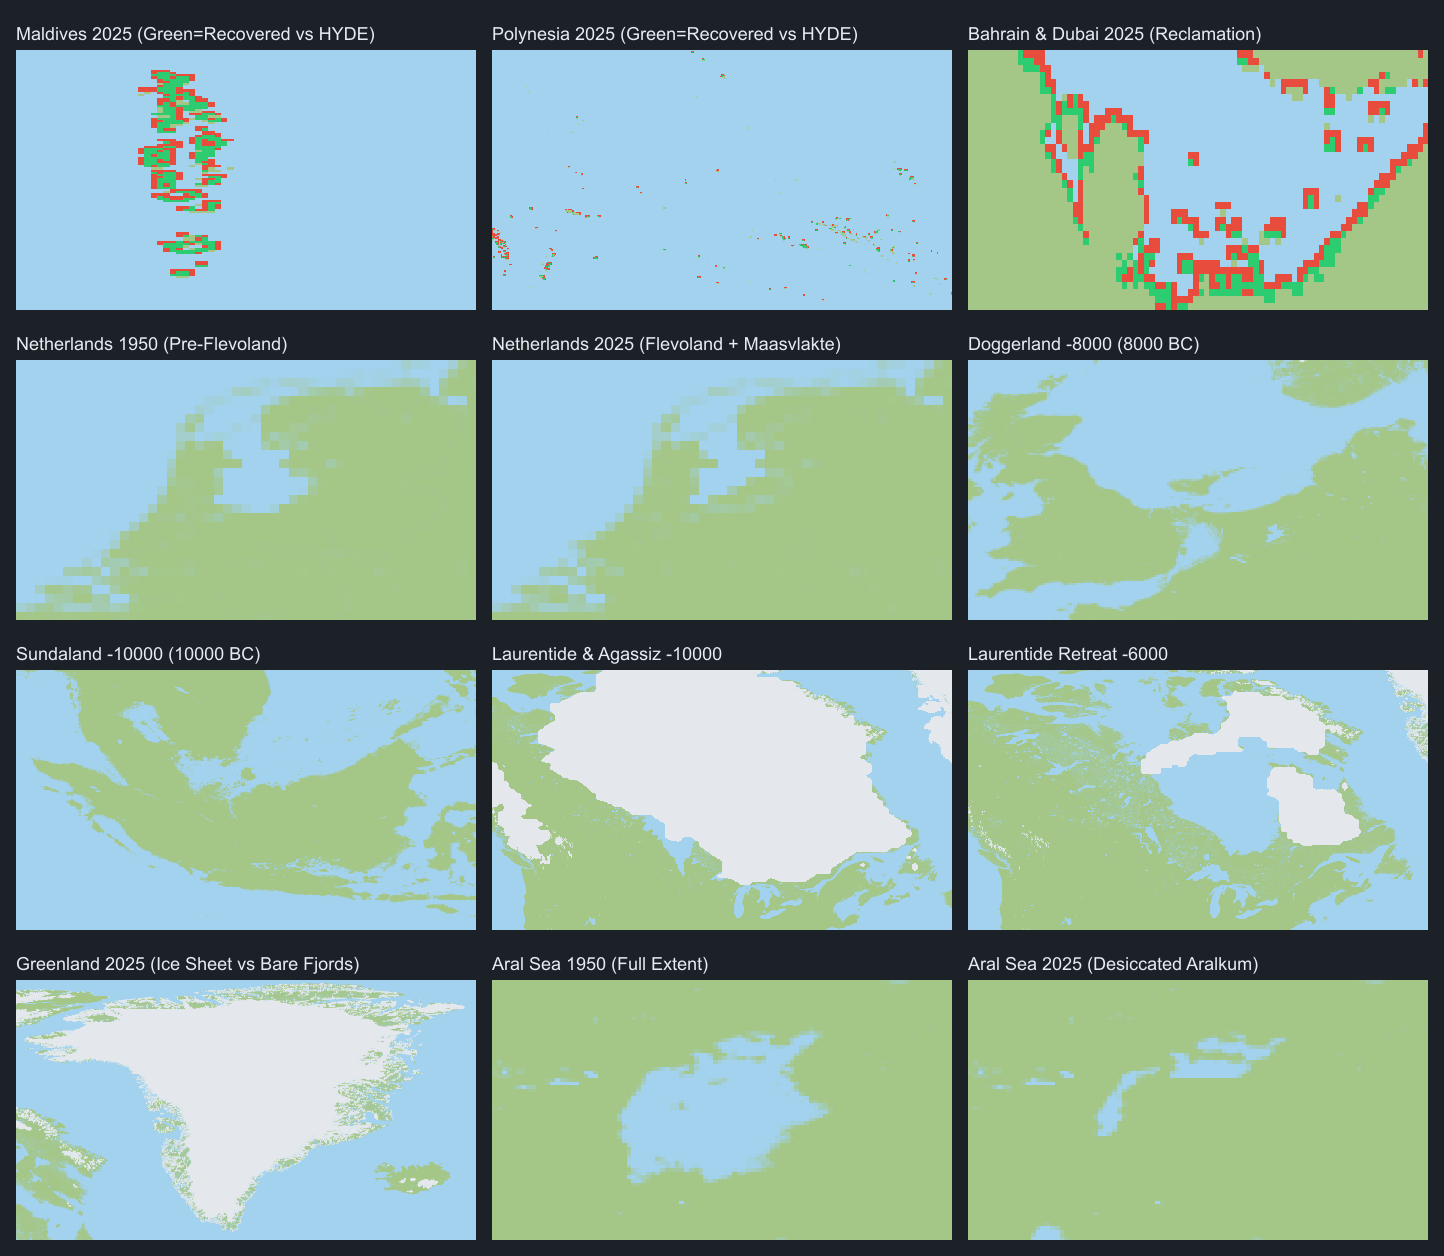 Maldives 2025 (Green=Recovered vs HYDE)
Polynesia 2025 (Green=Recovered vs HYDE)
Bahrain & Dubai 2025 (Reclamation)
Netherlands 1950 (Pre-Flevoland)
Netherlands 2025 (Flevoland + Maasvlakte)
Doggerland -8000 (8000 BC)
Sundaland -10000 (10000 BC)
Laurentide & Agassiz -10000
Laurentide Retreat -6000
Greenland 2025 (Ice Sheet vs Bare Fjords)
Aral Sea 1950 (Full Extent)
Aral Sea 2025 (Desiccated Aralkum)